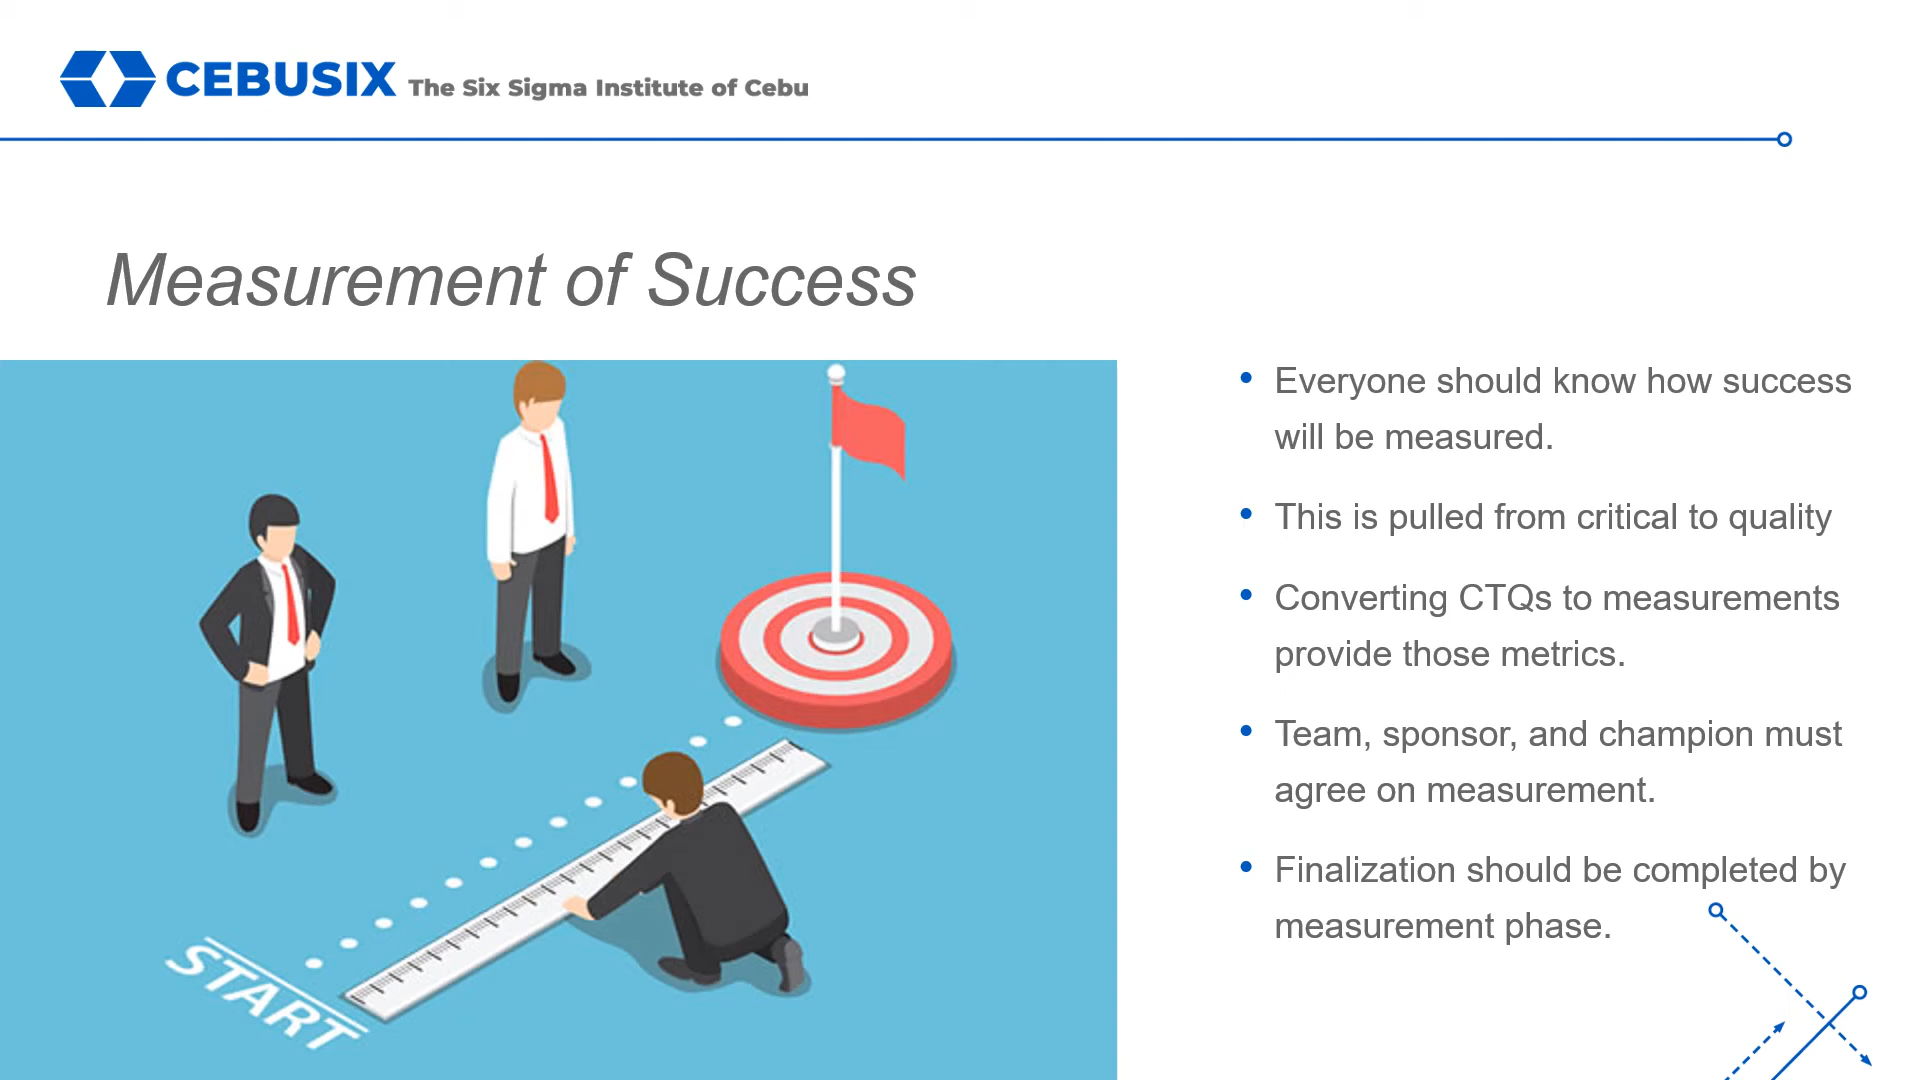 CEBUSIX The Six Sigma Institute of Cebu
Measurement of Success
• Everyone should know how success
will be measured.
• This is pulled from critical to quality
• Converting CTQs to measurements
provide those metrics.
• Team, sponsor, and champion must
agree on measurement.
• Finalization should be completed by
measurement phase.
START